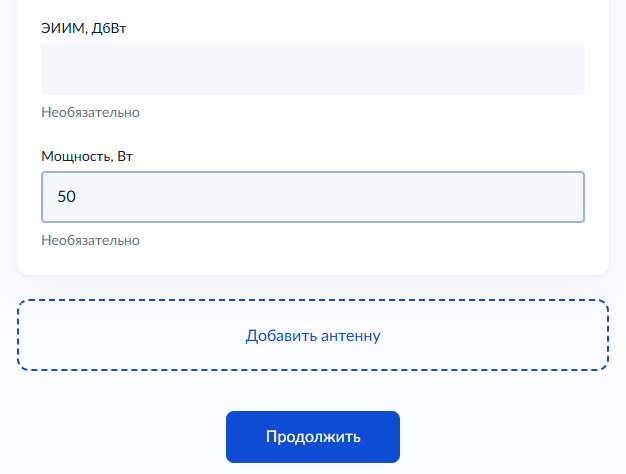 ЭИИМ, ДбВт
Необязательно
Мощность, Вт
50
Необязательно
Добавить антенну
Продолжить